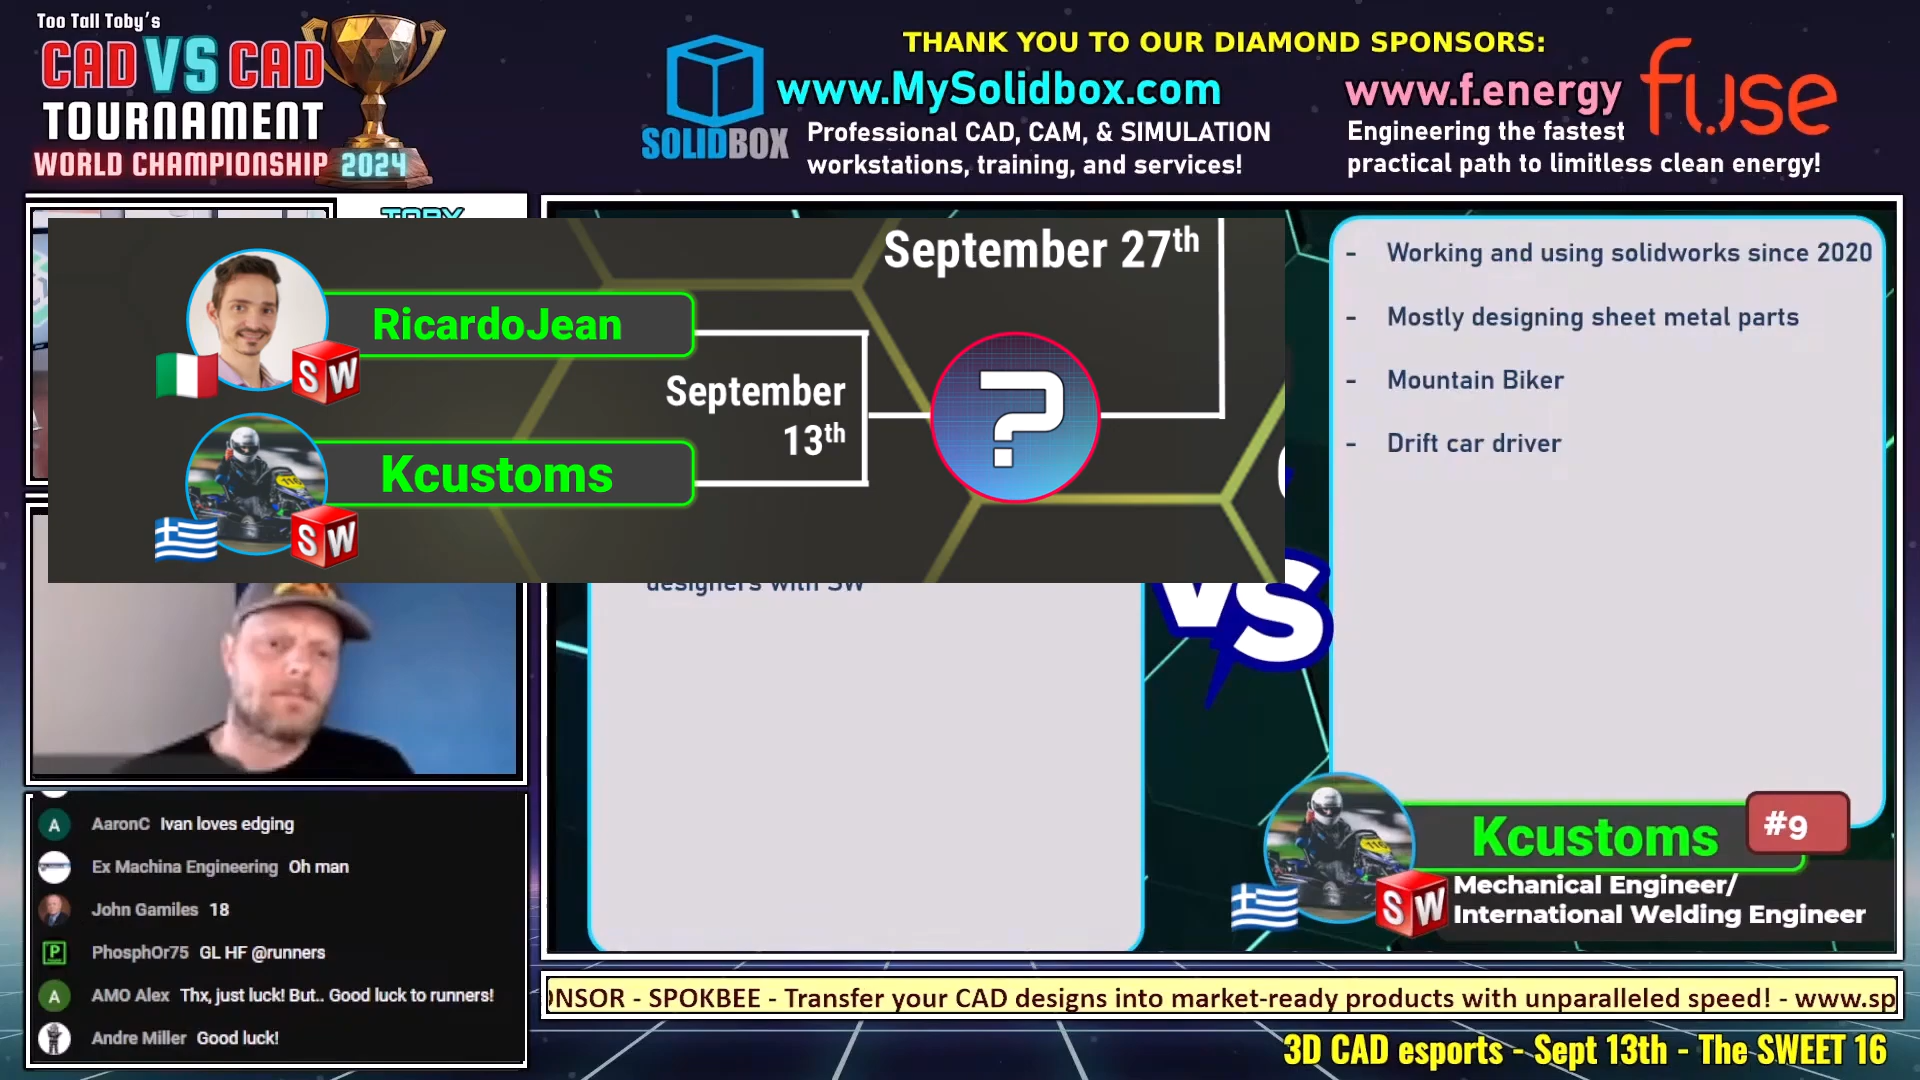 Too Tall Toby's
CAD VS CAD
TOURNAMENT
WORLD CHAMPIONSHIP 2024
THANK YOU TO OUR DIAMOND SPONSORS:
SOLIDBOX
www.MySolidbox.com
Professional CAD, CAM, & SIMULATION
workstations, training, and services!
www.f.energy
fuse
Engineering the fastest
practical path to limitless clean energy!
TOBY
September 27th
RicardoJean
SW
September
13th
?
Kcustoms
SW
designers with SW
VS
- Working and using solidworks since 2020
- Mostly designing sheet metal parts
- Mountain Biker
- Drift car driver
Kcustoms
#9
SW
Mechanical Engineer/
International Welding Engineer
AaronC Ivan loves edging
Ex Machina Engineering Oh man
John Gamiles 18
PhosphOr75 GL HF @runners
AMO Alex Thx, just luck! But.. Good luck to runners!
Andre Miller Good luck!
ONSOR - SPOKBEE - Transfer your CAD designs into market-ready products with unparalleled speed! - www.sp
3D CAD esports - Sept 13th - The SWEET 16